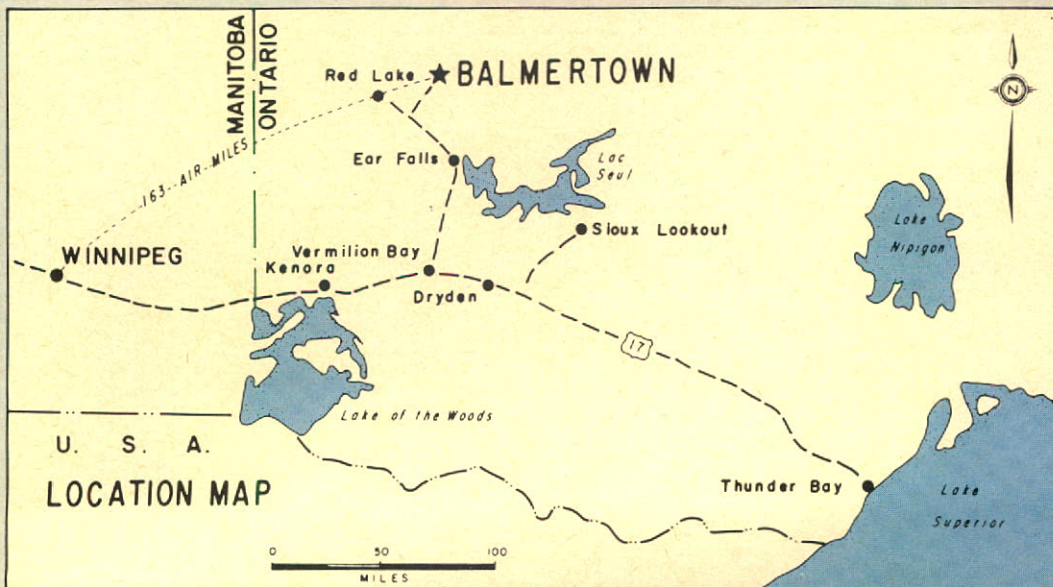 MANITOBA
ONTARIO
Red Lake
BALMERTOWN
163 AIR MILES
Ear Falls
Lac
Seul
Sioux Lookout
Lake
Nipigon
WINNIPEG
Vermilion Bay
Kenora
Dryden
17
Lake of the Woods
U. S. A.
LOCATION MAP
Thunder Bay
Lake
Superior
0 50 100
MILES
N